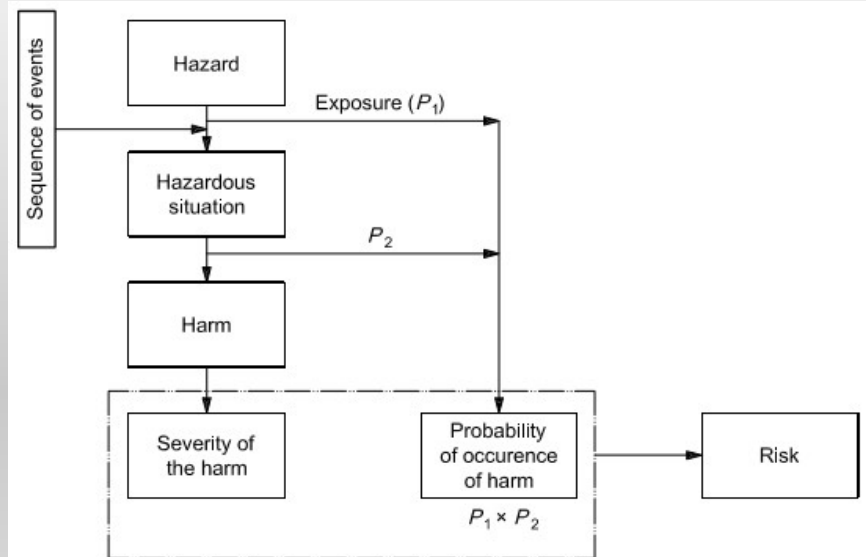 Sequence of events
Hazard
Exposure (P1)
Hazardous
situation
P2
Harm
Severity of
the harm
Probability
of occurence
of harm
P1 × P2
Risk